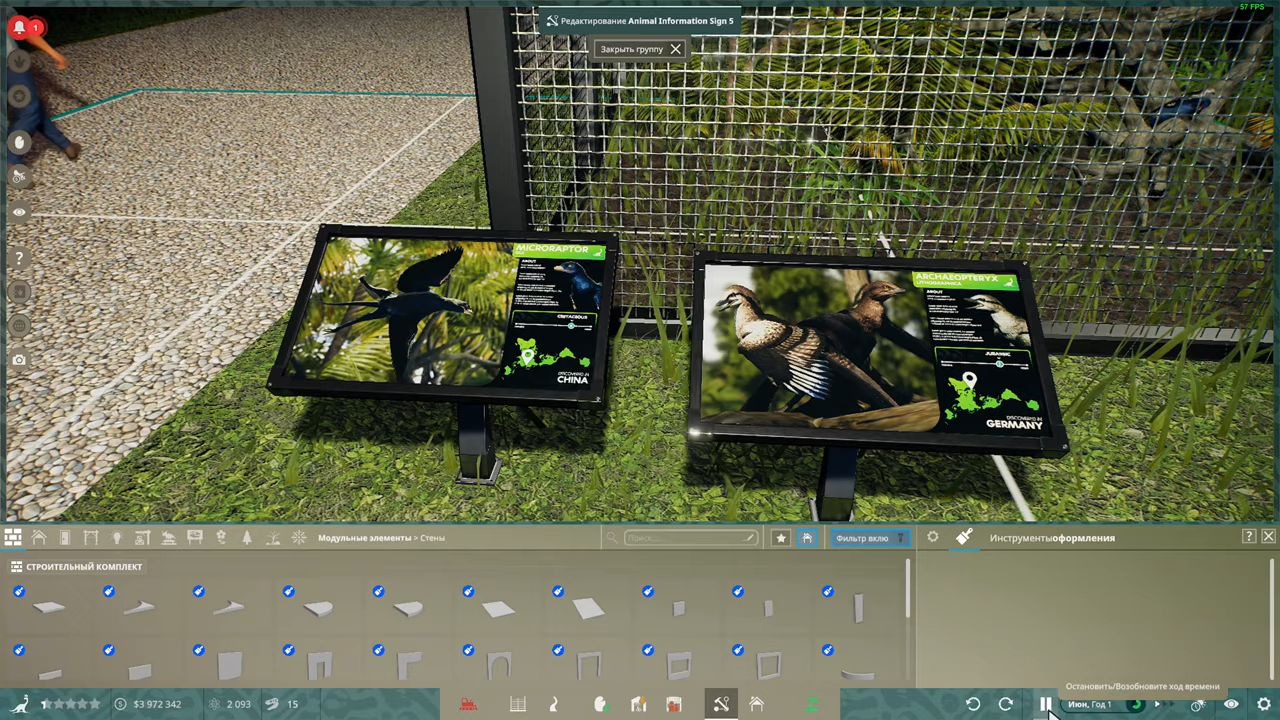 57 FPS
Редактирование Animal Information Sign 5
1
Закрыть группу
MICRORAPTOR
ABOUT
CRETACEOUS
DISCOVERED IN
CHINA
ARCHAEOPTERYX
LITHOGRAPHICA
ABOUT
JURASSIC
DISCOVERED IN
GERMANY
Модульные элементы > Стены
Поиск...
Фильтр вклю
Инструменты оформления
?
СТРОИТЕЛЬНЫЙ КОМПЛЕКТ
Остановить/Возобновите ход времени
$3 972 342
2 093
15
Июн, Год 1